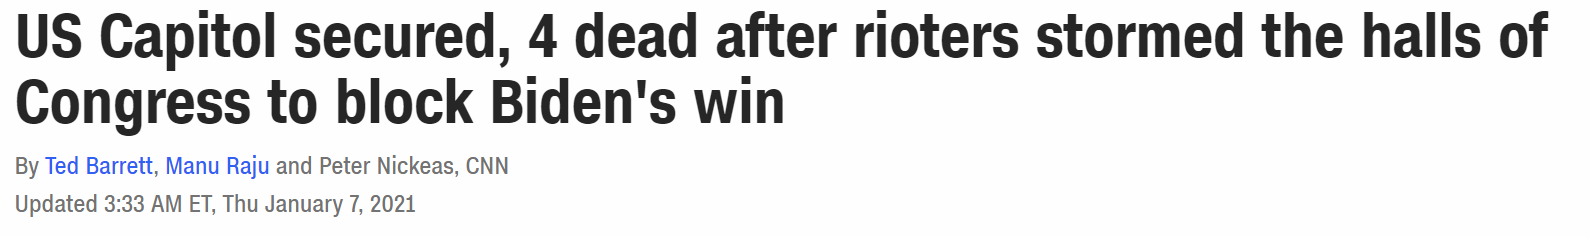 US Capitol secured, 4 dead after rioters stormed the halls of
Congress to block Biden's win
By Ted Barrett, Manu Raju and Peter Nickeas, CNN
Updated 3:33 AM ET, Thu January 7, 2021